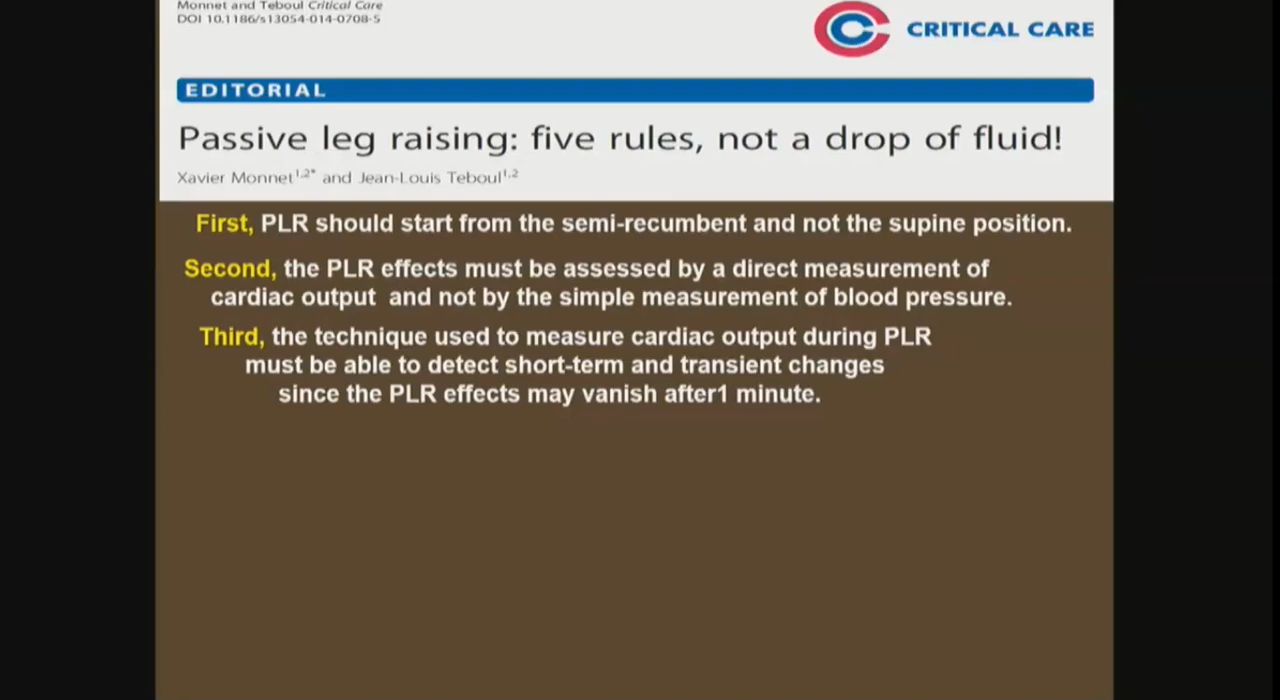 Monnet and Teboul Critical Care
DOI 10.1186/s13054-014-0708-5
CRITICAL CARE
EDITORIAL
Passive leg raising: five rules, not a drop of fluid!
Xavier Monnet1,2* and Jean-Louis Teboul1,2
First, PLR should start from the semi-recumbent and not the supine position.
Second, the PLR effects must be assessed by a direct measurement of
cardiac output and not by the simple measurement of blood pressure.
Third, the technique used to measure cardiac output during PLR
must be able to detect short-term and transient changes
since the PLR effects may vanish after1 minute.